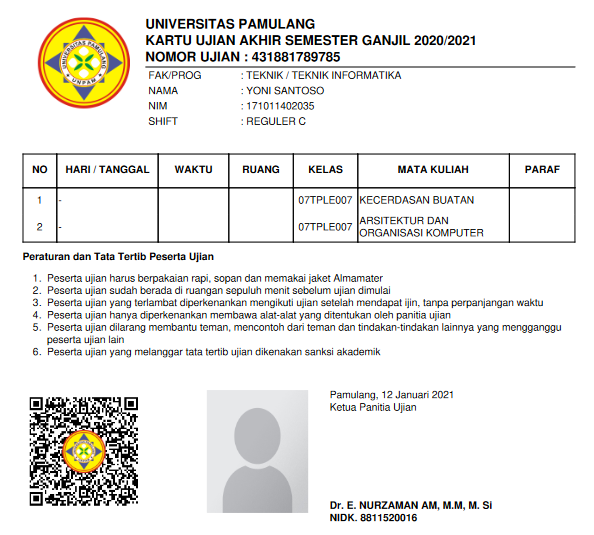 UNIVERSITAS PAMULANG
KARTU UJIAN AKHIR SEMESTER GANJIL 2020/2021
NOMOR UJIAN : 431881789785
FAK/PROG : TEKNIK / TEKNIK INFORMATIKA
NAMA : YONI SANTOSO
NIM : 171011402035
SHIFT : REGULER C
UNIVERSITAS PAMULANG
UNPAM
NO HARI / TANGGAL WAKTU RUANG KELAS MATA KULIAH PARAF
1 - 07TPLE007 KECERDASAN BUATAN
2 - 07TPLE007 ARSITEKTUR DAN
ORGANISASI KOMPUTER
Peraturan dan Tata Tertib Peserta Ujian
1. Peserta ujian harus berpakaian rapi, sopan dan memakai jaket Almamater
2. Peserta ujian sudah berada di ruangan sepuluh menit sebelum ujian dimulai
3. Peserta ujian yang terlambat diperkenankan mengikuti ujian setelah mendapat ijin, tanpa perpanjangan waktu
4. Peserta ujian hanya diperkenankan membawa alat-alat yang ditentukan oleh panitia ujian
5. Peserta ujian dilarang membantu teman, mencontoh dari teman dan tindakan-tindakan lainnya yang mengganggu
peserta ujian lain
6. Peserta ujian yang melanggar tata tertib ujian dikenakan sanksi akademik
Pamulang, 12 Januari 2021
Ketua Panitia Ujian
Dr. E. NURZAMAN AM, M.M, M. Si
NIDK. 8811520016